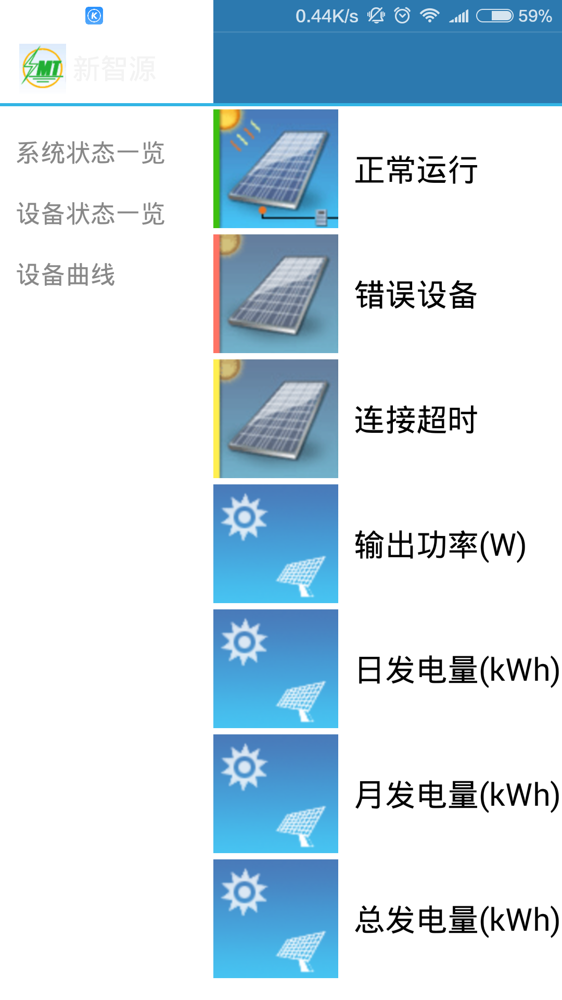 0.44K/s 59%
K
MT 新智源
系统状态一览
设备状态一览
设备曲线
正常运行
错误设备
连接超时
输出功率(W)
日发电量(kWh)
月发电量(kWh)
总发电量(kWh)